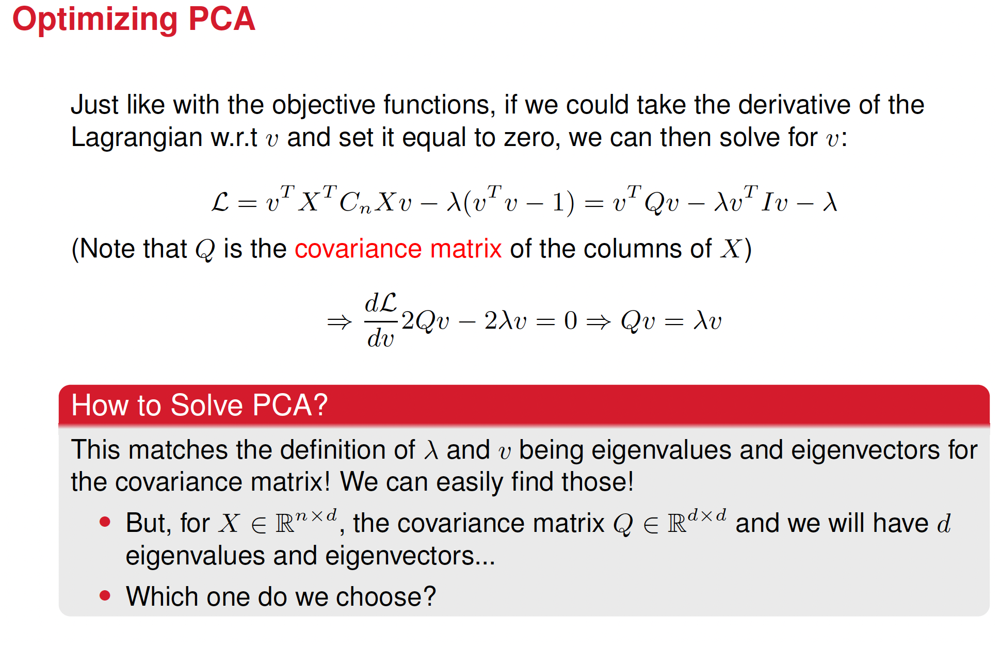 Optimizing PCA
Just like with the objective functions, if we could take the derivative of the
Lagrangian w.r.t v and set it equal to zero, we can then solve for v:
$\mathcal{L} = v^T X^T C_n X v - \lambda(v^T v - 1) = v^T Q v - \lambda v^T I v - \lambda$
(Note that Q is the covariance matrix of the columns of X)
$\Rightarrow \frac{d\mathcal{L}}{dv} 2Qv - 2\lambda v = 0 \Rightarrow Qv = \lambda v$
How to Solve PCA?
This matches the definition of λ and v being eigenvalues and eigenvectors for
the covariance matrix! We can easily find those!
• But, for $X \in \mathbb{R}^{n \times d}$, the covariance matrix $Q \in \mathbb{R}^{d \times d}$ and we will have d
eigenvalues and eigenvectors...
• Which one do we choose?